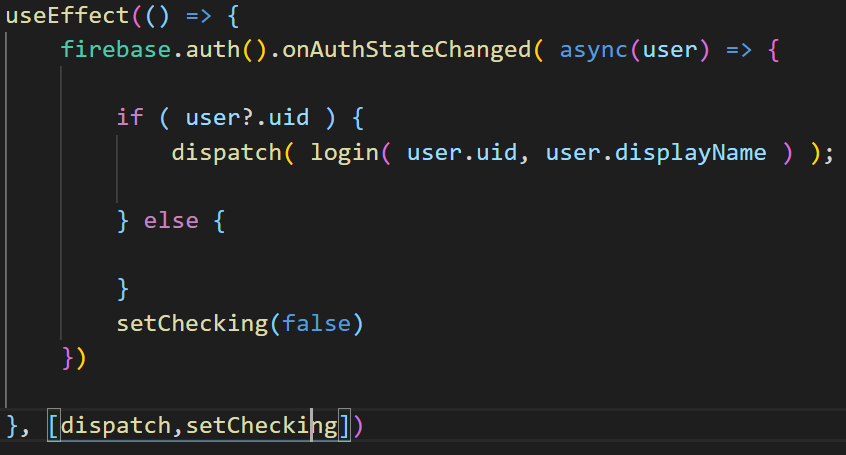 useEffect(() => {
firebase.auth().onAuthStateChanged( async(user) => {
if ( user?.uid ) {
dispatch( login( user.uid, user.displayName ) );
} else {
}
setChecking(false)
})
}, [dispatch,setChecking])